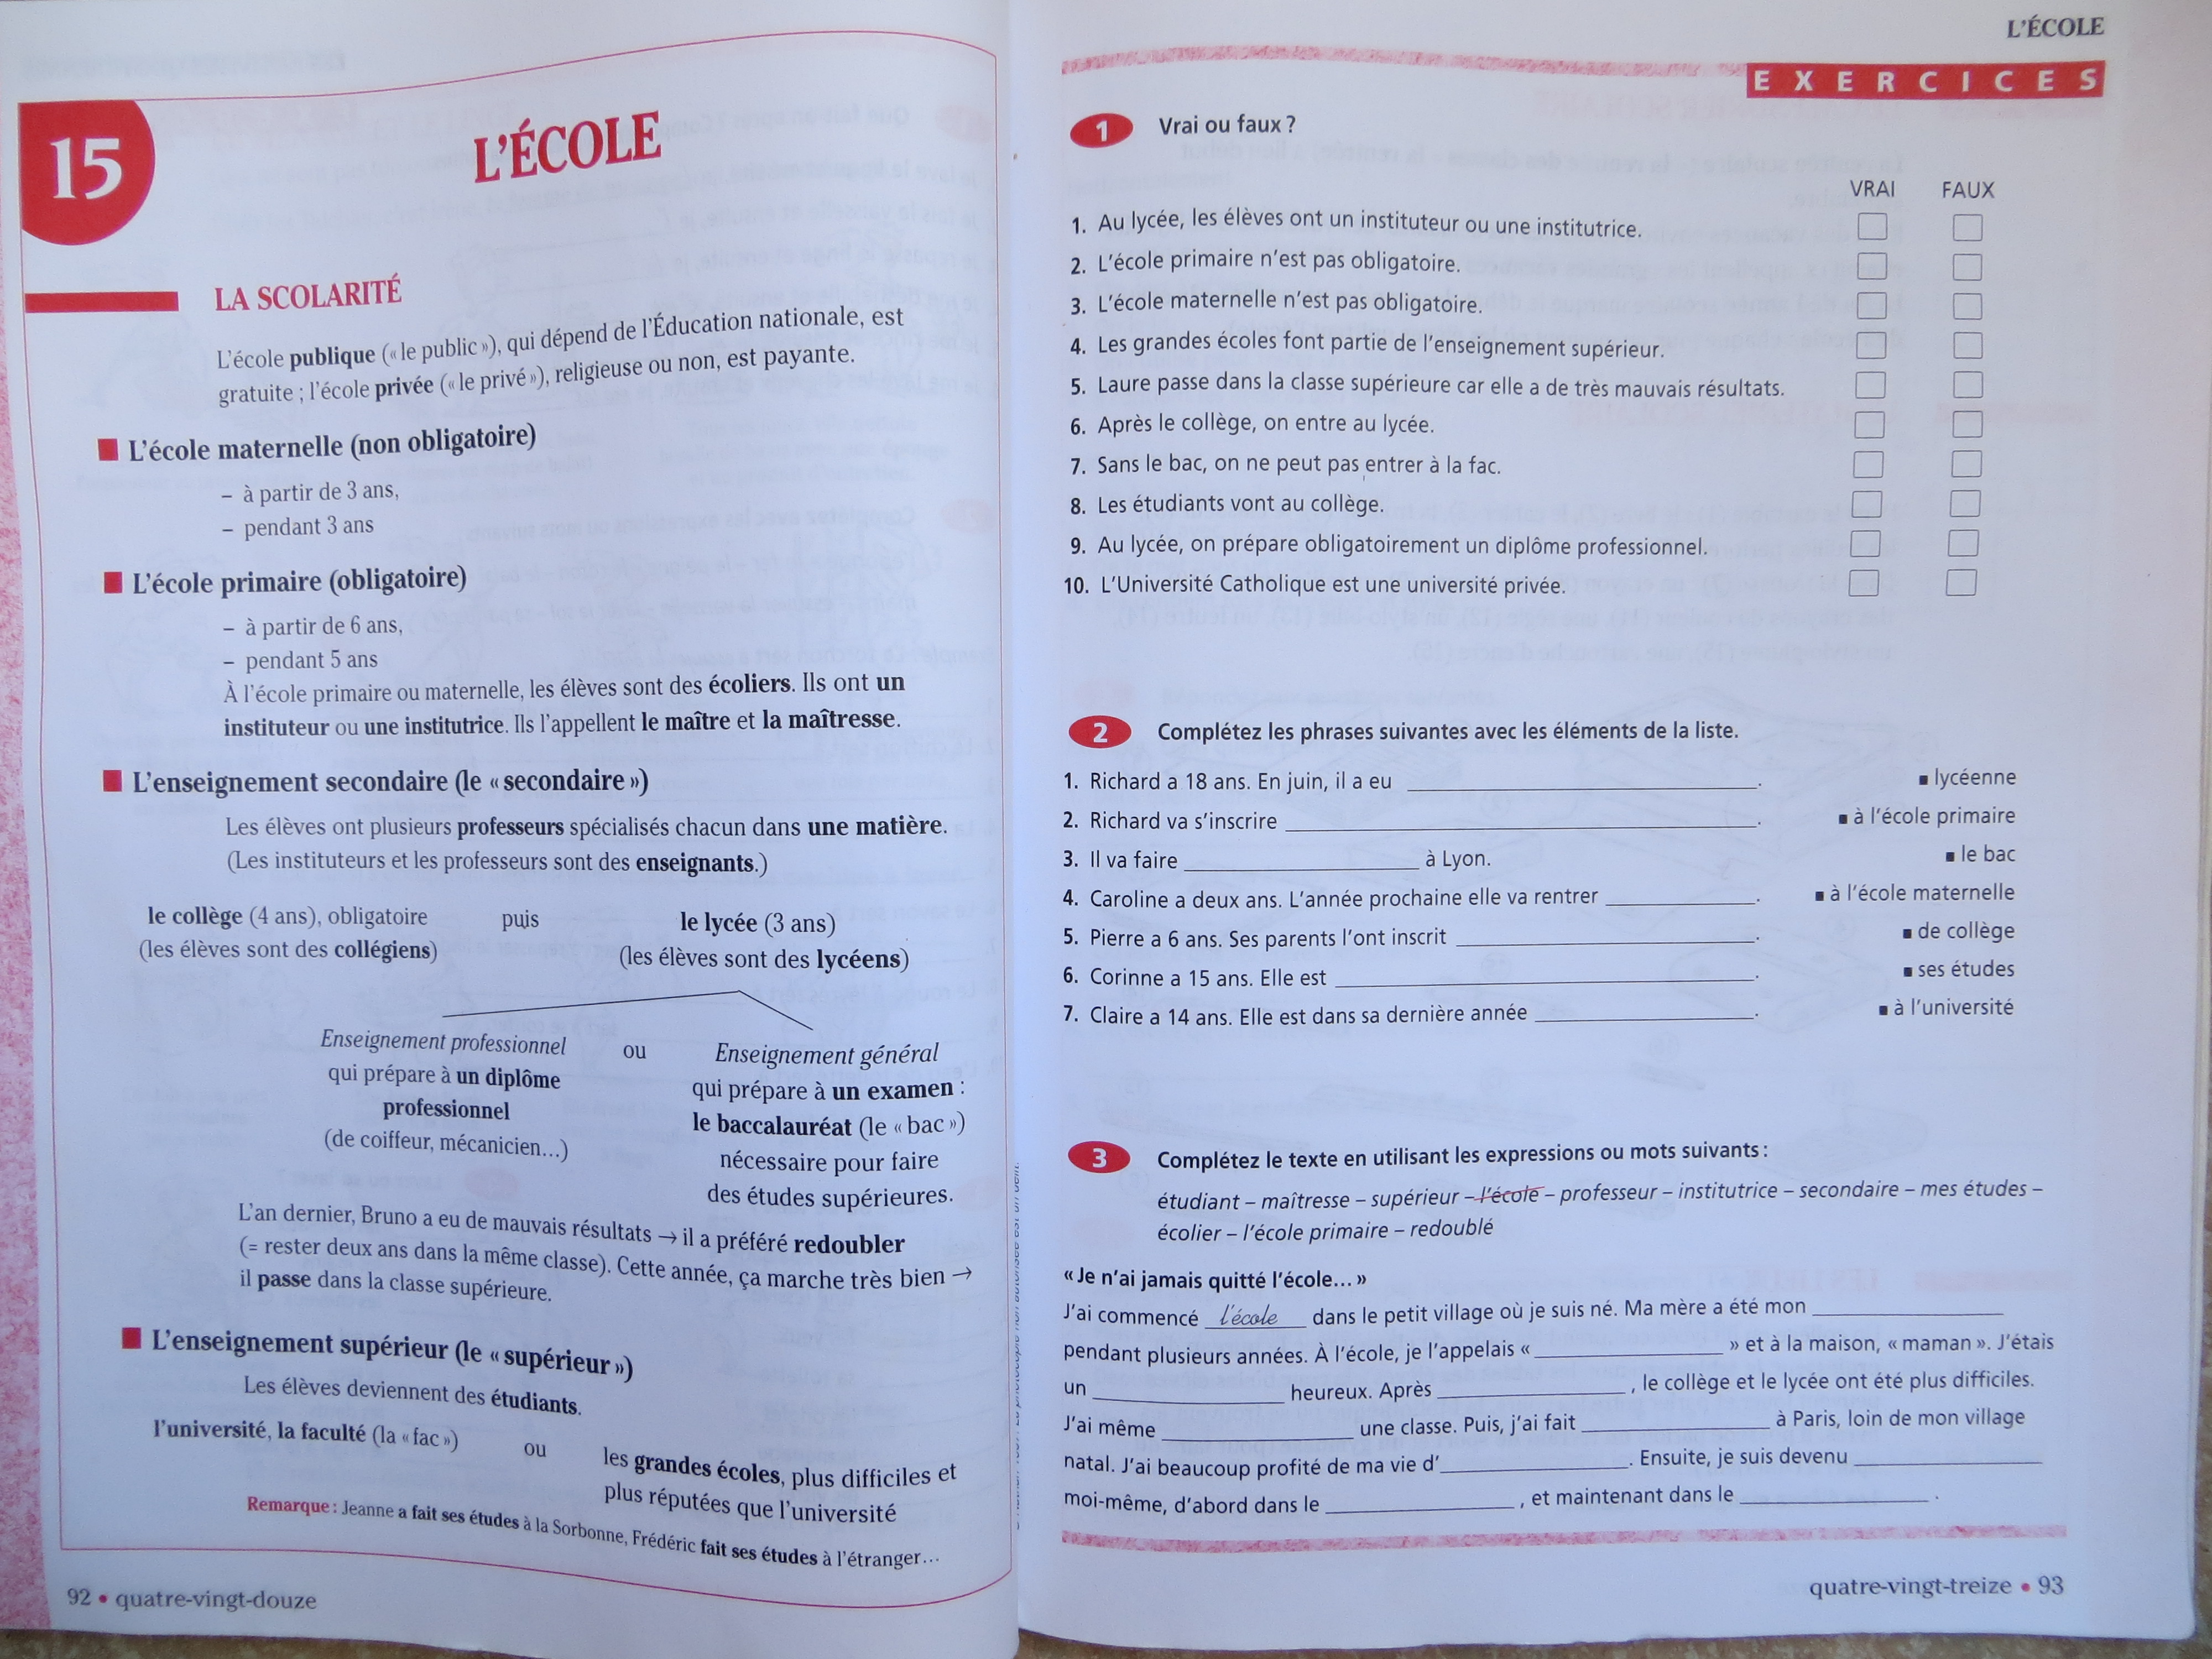 15
L'ÉCOLE
LA SCOLARITÉ
L'école publique (« le public »), qui dépend de l'Éducation nationale, est
gratuite ; l'école privée (« le privé »), religieuse ou non, est payante.
L'école maternelle (non obligatoire)
– à partir de 3 ans,
– pendant 3 ans
L'école primaire (obligatoire)
– à partir de 6 ans,
– pendant 5 ans
À l'école primaire ou maternelle, les élèves sont des écoliers. Ils ont un
instituteur ou une institutrice. Ils l'appellent le maître et la maîtresse.
L'enseignement secondaire (le « secondaire »)
Les élèves ont plusieurs professeurs spécialisés chacun dans une matière.
(Les instituteurs et les professeurs sont des enseignants.)
le collège (4 ans), obligatoire puis le lycée (3 ans)
(les élèves sont des collégiens) (les élèves sont des lycéens)
Enseignement professionnel ou Enseignement général
qui prépare à un diplôme qui prépare à un examen :
professionnel le baccalauréat (le « bac »)
(de coiffeur, mécanicien...) nécessaire pour faire
des études supérieures.
L'an dernier, Bruno a eu de mauvais résultats → il a préféré redoubler
(= rester deux ans dans la même classe). Cette année, ça marche très bien →
il passe dans la classe supérieure.
L'enseignement supérieur (le « supérieur »)
Les élèves deviennent des étudiants.
l'université, la faculté (la « fac ») ou les grandes écoles, plus difficiles et
plus réputées que l'université
Remarque : Jeanne a fait ses études à la Sorbonne, Frédéric fait ses études à l'étranger...
92 • quatre-vingt-douze
L'ÉCOLE
EXERCICES
1 Vrai ou faux ?
VRAI FAUX
1. Au lycée, les élèves ont un instituteur ou une institutrice.
2. L'école primaire n'est pas obligatoire.
3. L'école maternelle n'est pas obligatoire.
4. Les grandes écoles font partie de l'enseignement supérieur.
5. Laure passe dans la classe supérieure car elle a de très mauvais résultats.
6. Après le collège, on entre au lycée.
7. Sans le bac, on ne peut pas entrer à la fac.
8. Les étudiants vont au collège.
9. Au lycée, on prépare obligatoirement un diplôme professionnel.
10. L'Université Catholique est une université privée.
2 Complétez les phrases suivantes avec les éléments de la liste.
1. Richard a 18 ans. En juin, il a eu ______. ▪ lycéenne
2. Richard va s'inscrire ______. ▪ à l'école primaire
3. Il va faire ______ à Lyon. ▪ le bac
4. Caroline a deux ans. L'année prochaine elle va rentrer ______. ▪ à l'école maternelle
5. Pierre a 6 ans. Ses parents l'ont inscrit ______. ▪ de collège
6. Corinne a 15 ans. Elle est ______. ▪ ses études
7. Claire a 14 ans. Elle est dans sa dernière année ______. ▪ à l'université
3 Complétez le texte en utilisant les expressions ou mots suivants :
étudiant – maîtresse – supérieur – l'école – professeur – institutrice – secondaire – mes études –
écolier – l'école primaire – redoublé
« Je n'ai jamais quitté l'école... »
J'ai commencé l'école dans le petit village où je suis né. Ma mère a été mon ______
pendant plusieurs années. À l'école, je l'appelais « ______ » et à la maison, « maman ». J'étais
un ______ heureux. Après ______, le collège et le lycée ont été plus difficiles.
J'ai même ______ une classe. Puis, j'ai fait ______ à Paris, loin de mon village
natal. J'ai beaucoup profité de ma vie d'______. Ensuite, je suis devenu ______
moi-même, d'abord dans le ______, et maintenant dans le ______.
quatre-vingt-treize • 93